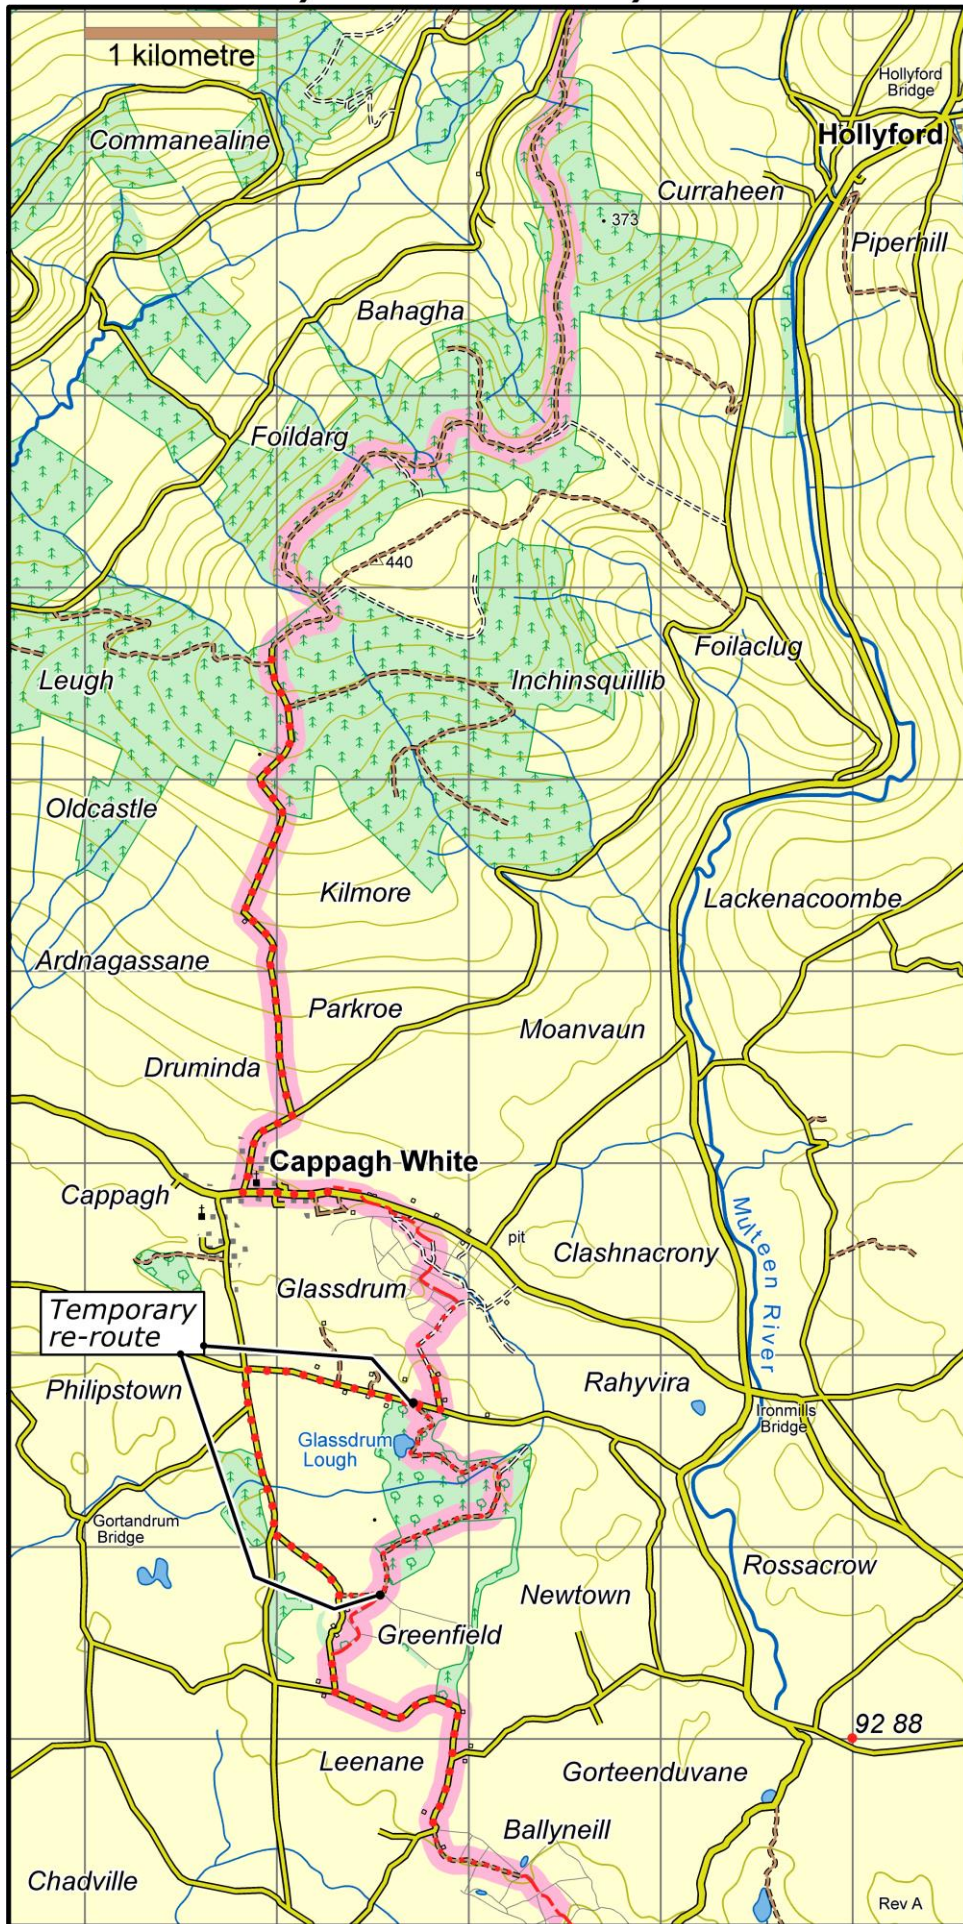 1 kilometre
Hollyford
Bridge
Hollyford
Commanealine
Curraheen
373
Piperhill
Bahagha
Foildarg
440
Foilaclug
Leugh
Inchinsquillib
Oldcastle
Kilmore
Lackenacoombe
Ardnagassane
Parkroe
Moanvaun
Druminda
Cappagh White
Cappagh
Multeen River
pit
Clashnacrony
Glassdrum
Temporary
re-route
Philipstown
Rahyvira
Ironmills
Bridge
Glassdrum
Lough
Gortandrum
Bridge
Rossacrow
Newtown
Greenfield
92 88
Leenane
Gorteenduvane
Ballyneill
Chadville
Rev A